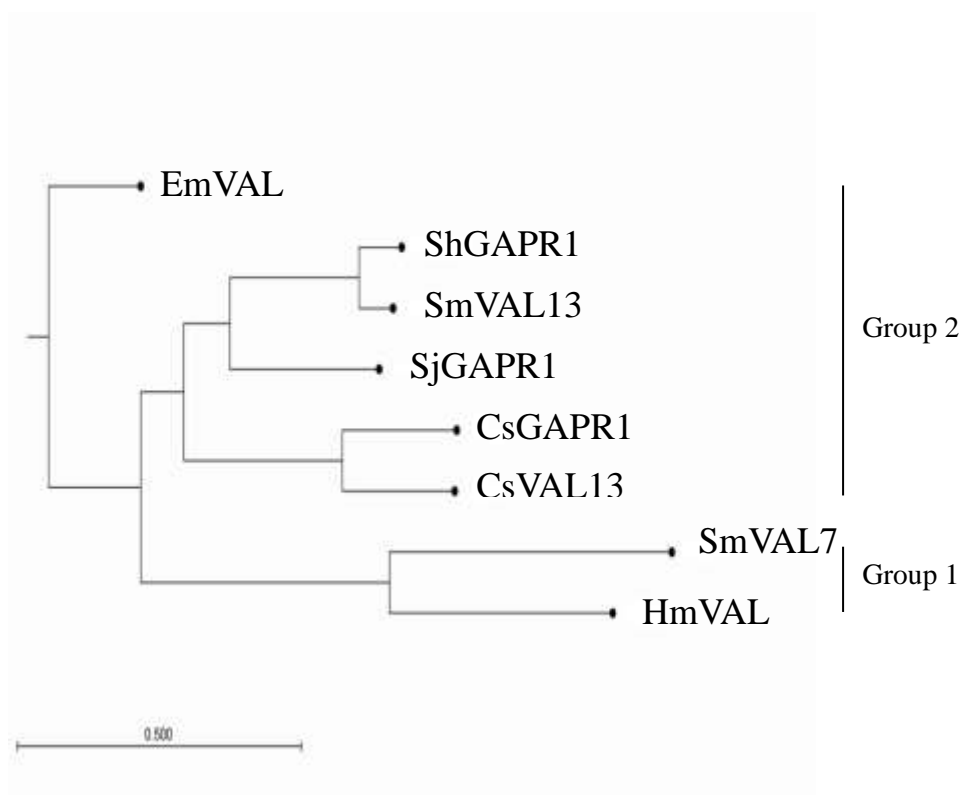 EmVAL
ShGAPR1
SmVAL13
Group 2
SjGAPR1
CsGAPR1
CsVAL13
SmVAL7
Group 1
HmVAL
0.500